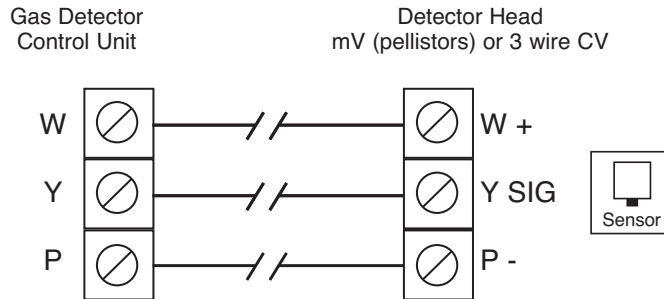 Gas Detector
Control Unit
Detector Head
mV (pellistors) or 3 wire CV
W
W +
Y
Y SIG
P
P -
Sensor